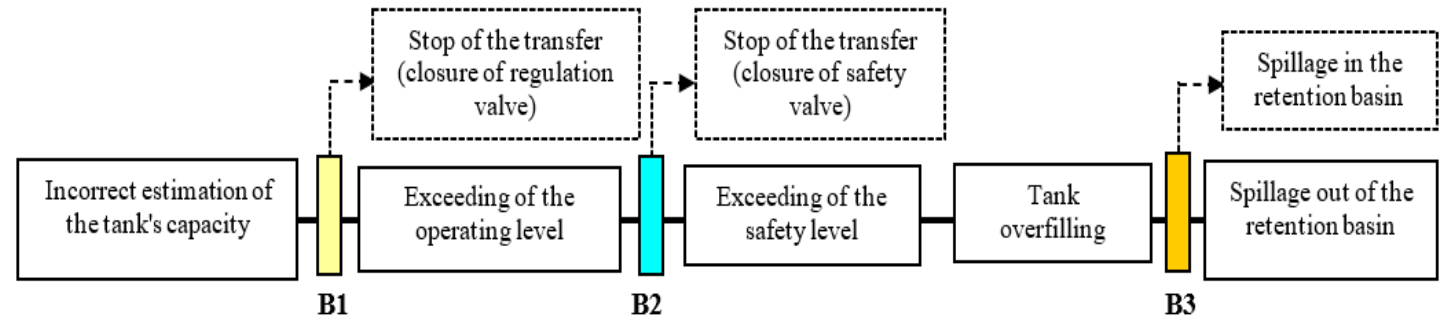 Stop of the transfer
(closure of regulation
valve)
Stop of the transfer
(closure of safety
valve)
Spillage in the
retention basin
Incorrect estimation of
the tank's capacity
Exceeding of the
operating level
Exceeding of the
safety level
Tank
overfilling
Spillage out of the
retention basin
B1
B2
B3